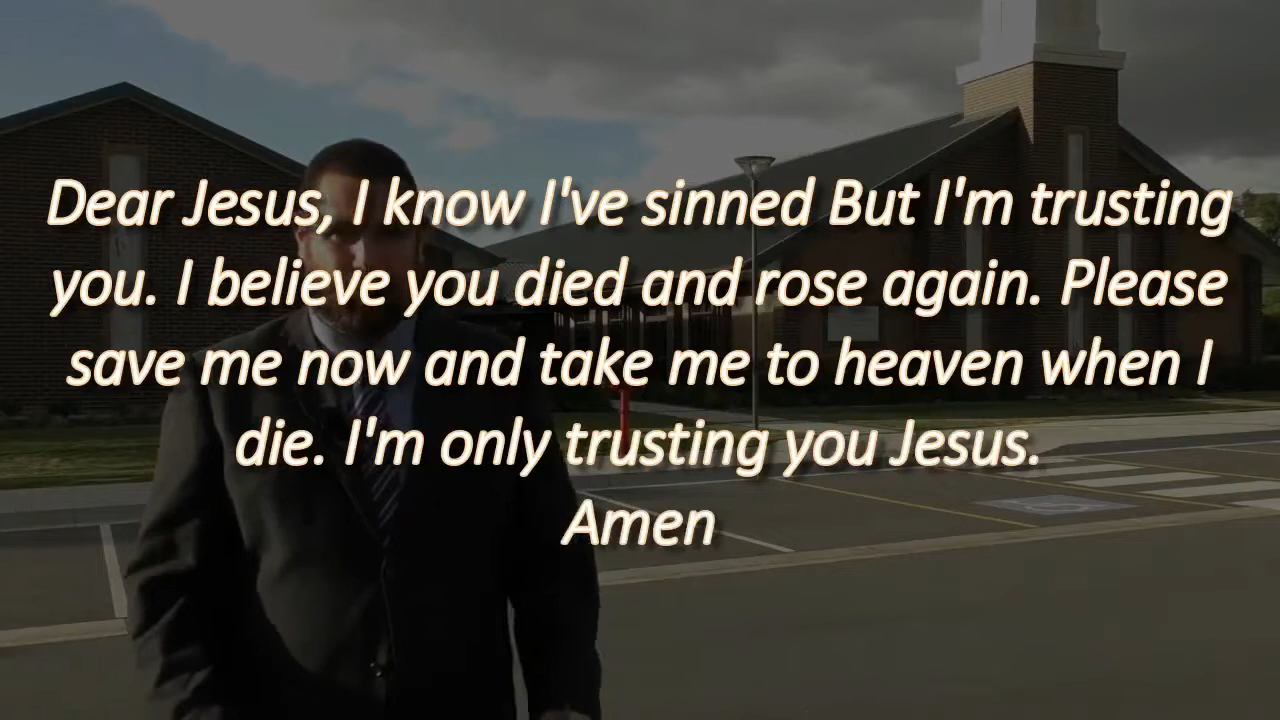 Dear Jesus, I know I've sinned But I'm trusting
you. I believe you died and rose again. Please
save me now and take me to heaven when I
die. I'm only trusting you Jesus.
Amen